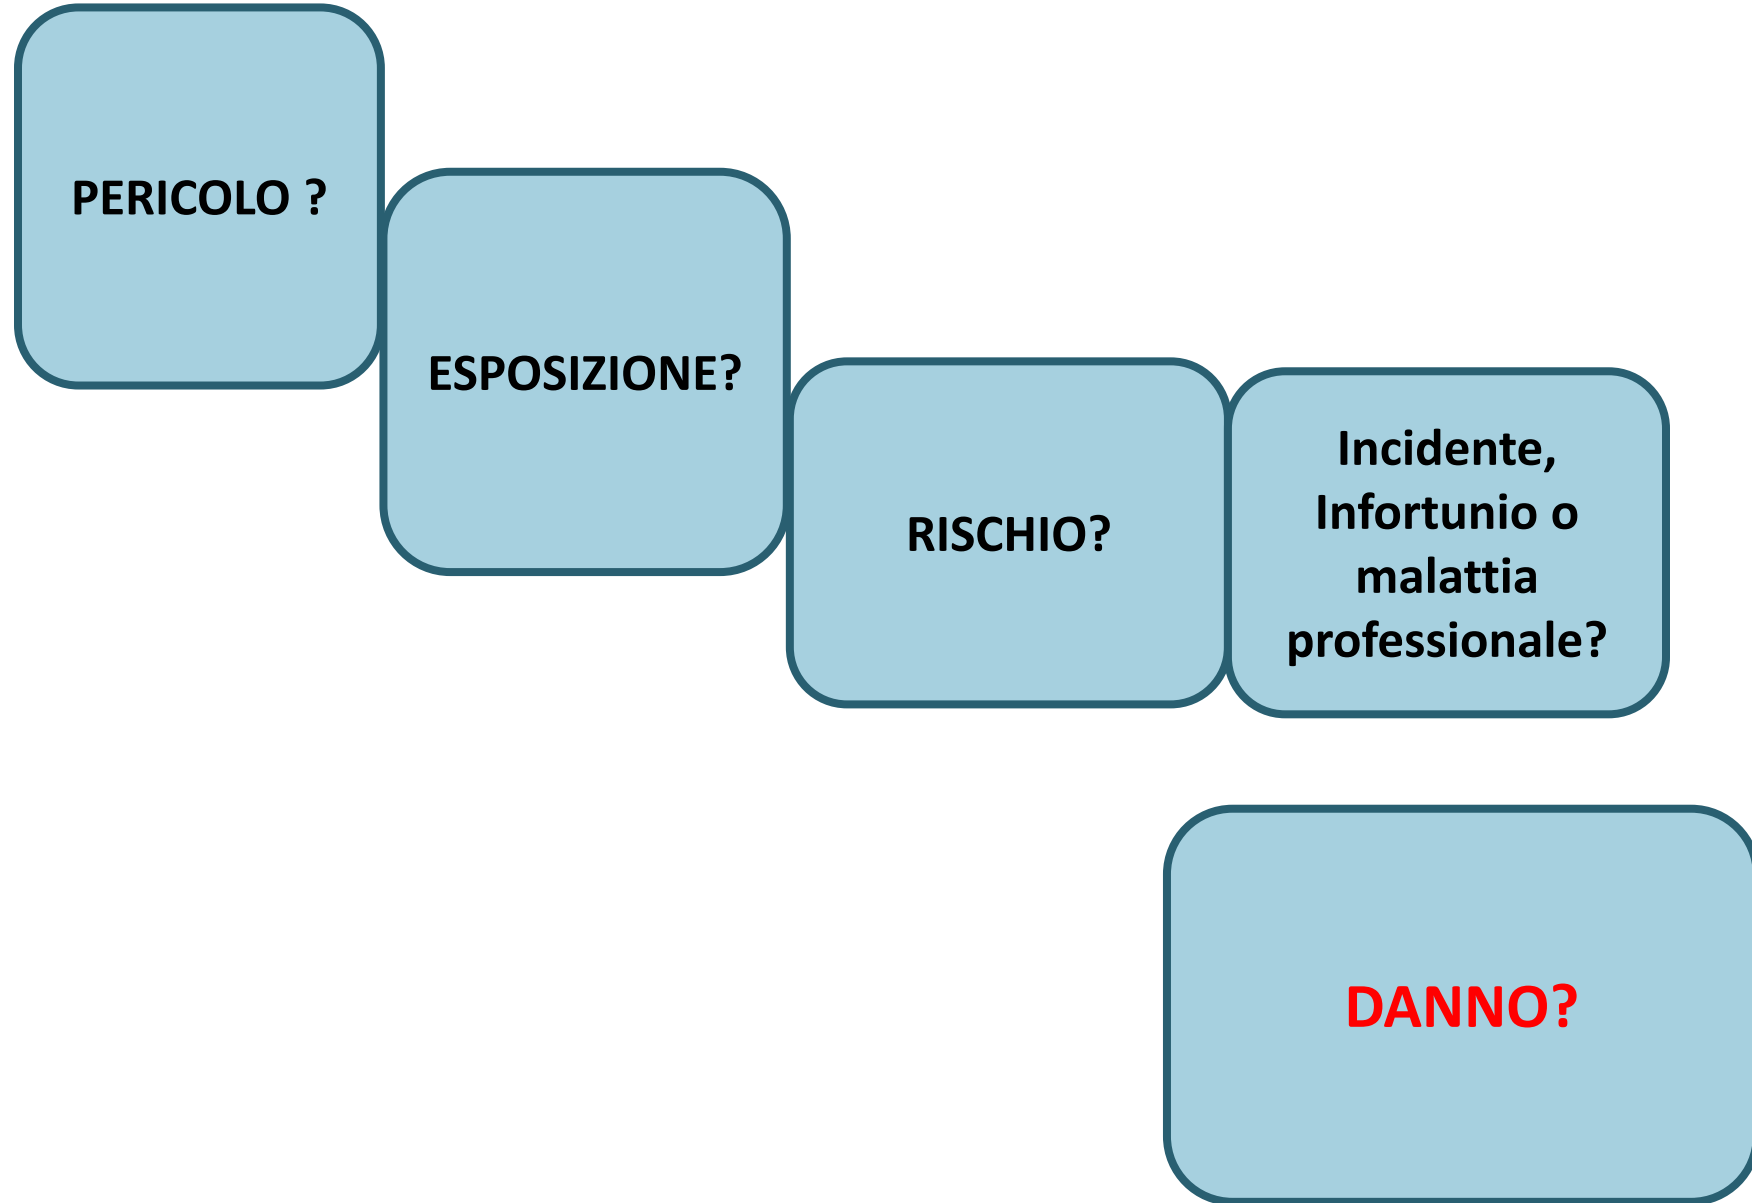 PERICOLO ?
ESPOSIZIONE?
RISCHIO?
Incidente,
Infortunio o
malattia
professionale?
DANNO?